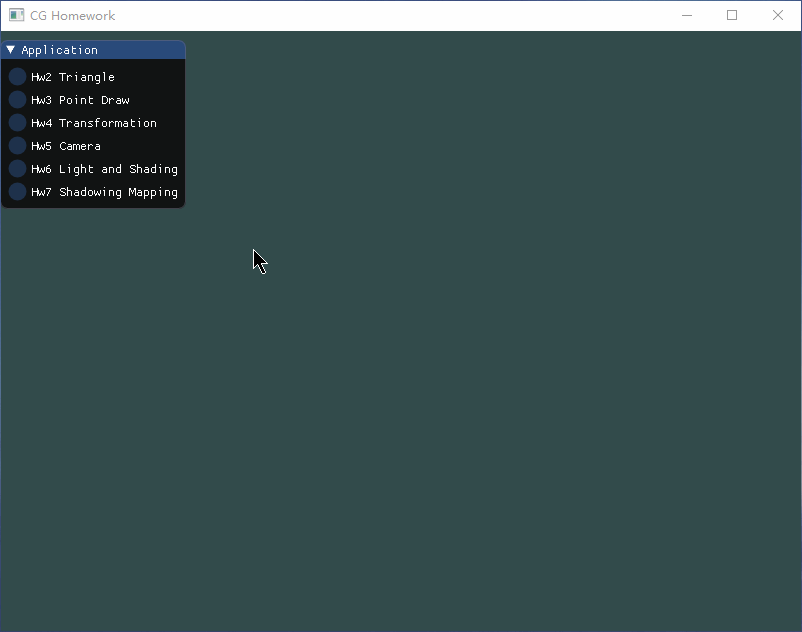 CG Homework
Application
Hw2 Triangle
Hw3 Point Draw
Hw4 Transformation
Hw5 Camera
Hw6 Light and Shading
Hw7 Shadowing Mapping